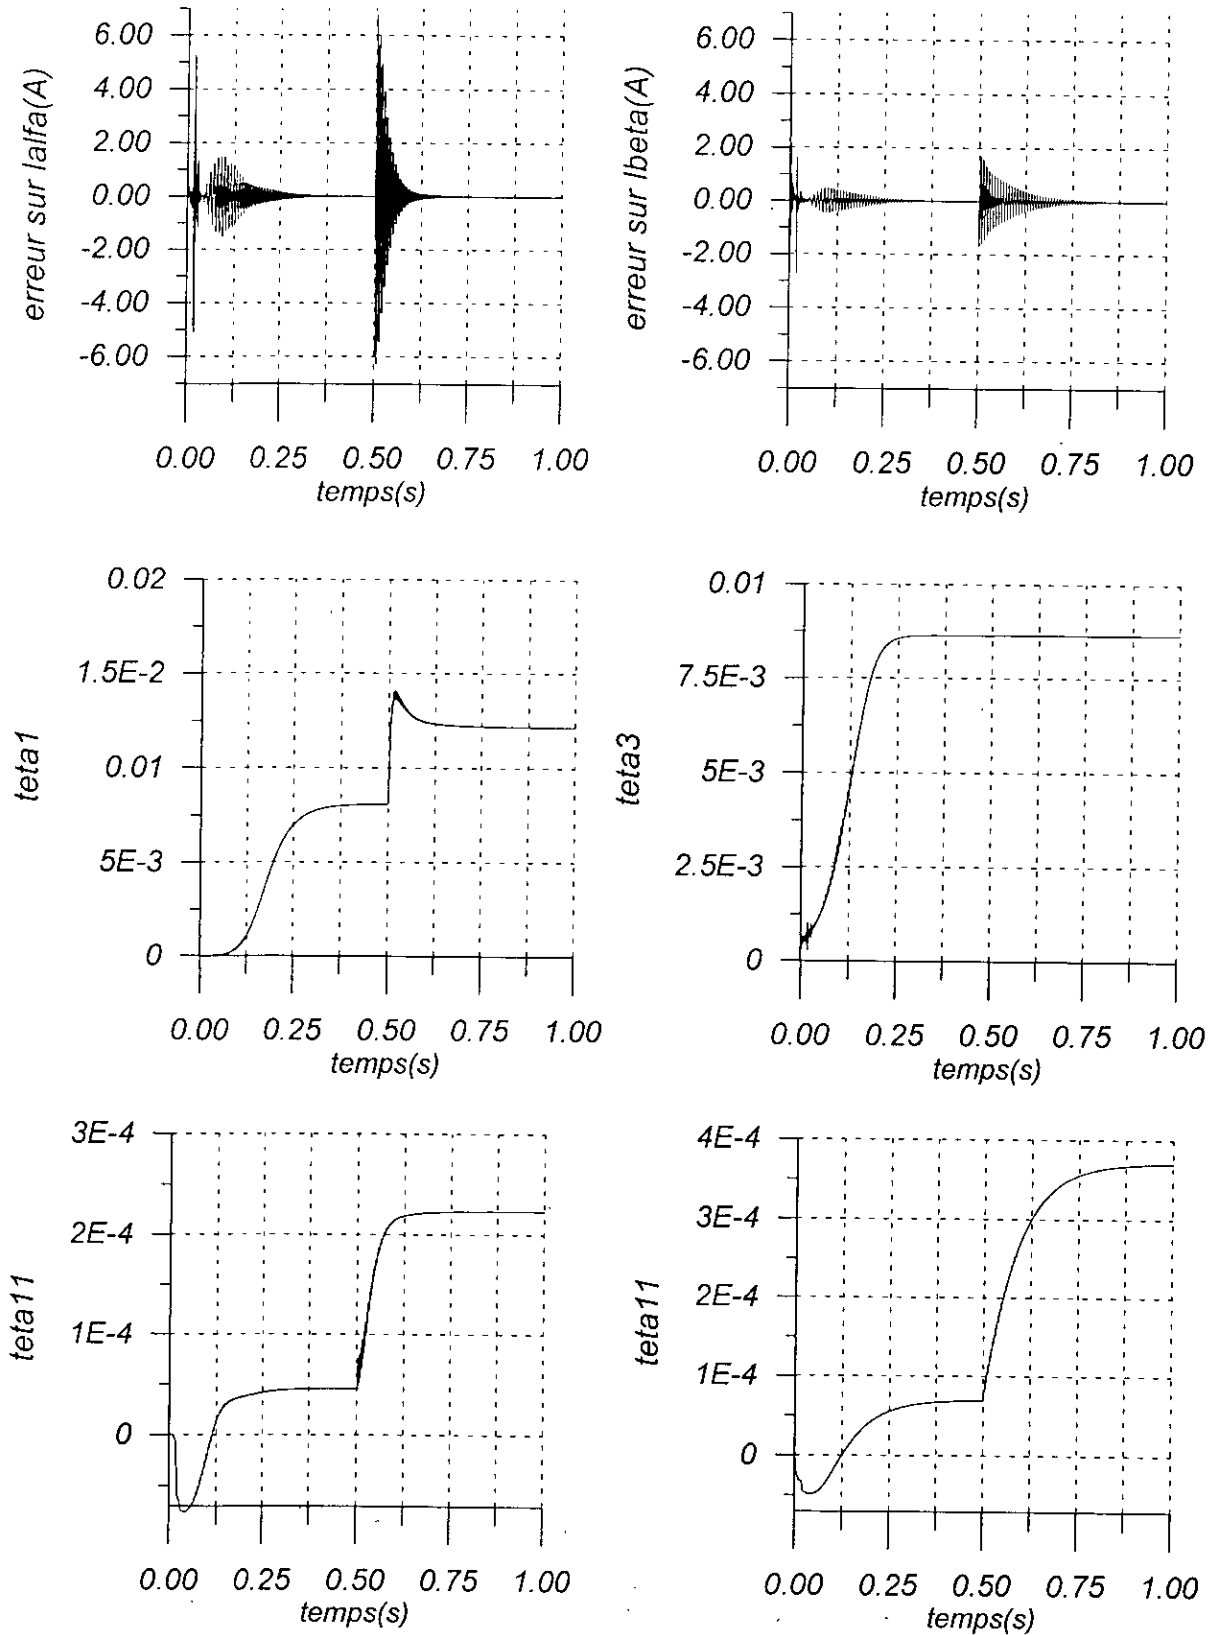 erreur sur Ialfa(A)
6.00
4.00
2.00
0.00
-2.00
-4.00
-6.00
0.00 0.25 0.50 0.75 1.00
temps(s)
erreur sur Ibeta(A)
6.00
4.00
2.00
0.00
-2.00
-4.00
-6.00
0.00 0.25 0.50 0.75 1.00
temps(s)
teta1
0.02
1.5E-2
0.01
5E-3
0
0.00 0.25 0.50 0.75 1.00
temps(s)
teta3
0.01
7.5E-3
5E-3
2.5E-3
0
0.00 0.25 0.50 0.75 1.00
temps(s)
teta11
3E-4
2E-4
1E-4
0
0.00 0.25 0.50 0.75 1.00
temps(s)
teta11
4E-4
3E-4
2E-4
1E-4
0
0.00 0.25 0.50 0.75 1.00
temps(s)